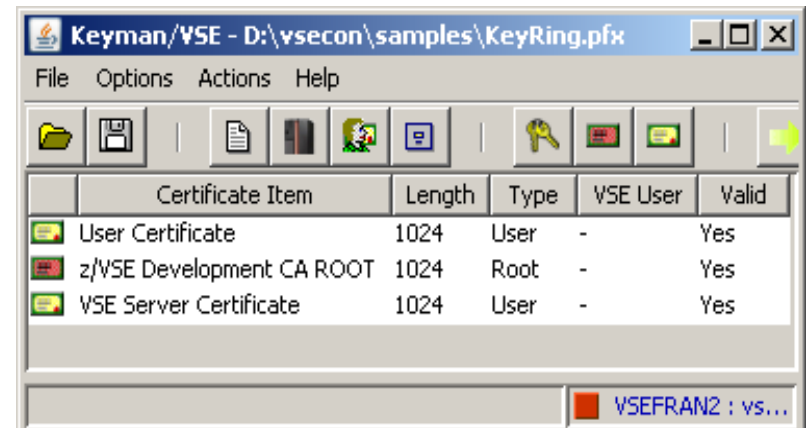 Keyman/VSE - D:\vsecon\samples\KeyRing.pfx
File Options Actions Help
Certificate Item Length Type VSE User Valid
User Certificate 1024 User - Yes
z/VSE Development CA ROOT 1024 Root - Yes
VSE Server Certificate 1024 User - Yes
VSEFRAN2 : vs...